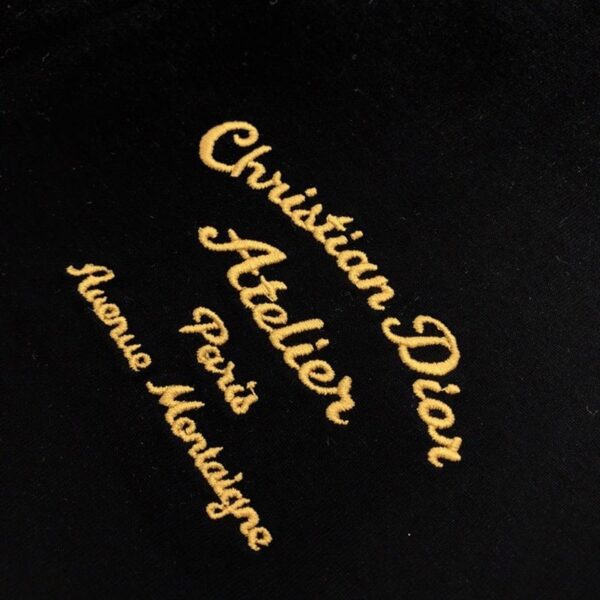 Christian Dior
Atelier
Paris
Avenue Montaigne